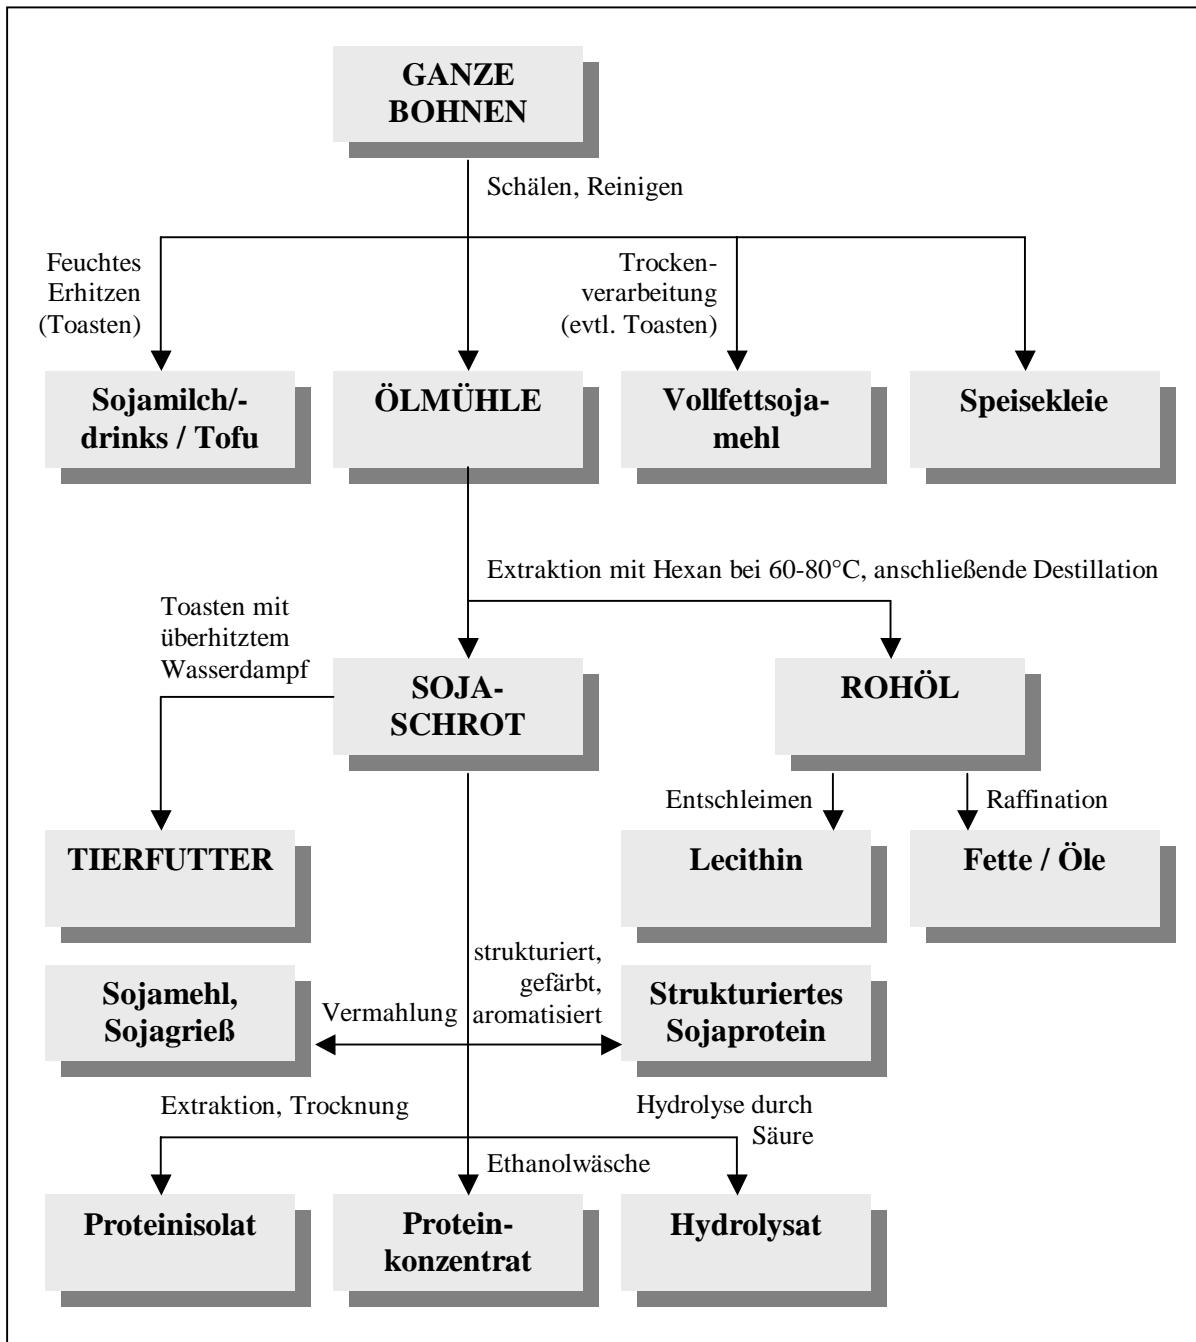 GANZE
BOHNEN
Schälen, Reinigen
Feuchtes
Erhitzen
(Toasten)
Trocken-
verarbeitung
(evtl. Toasten)
Sojamilch/-
drinks / Tofu
ÖLMÜHLE
Vollfettsoja-
mehl
Speisekleie
Extraktion mit Hexan bei 60-80°C, anschließende Destillation
Toasten mit
überhitztem
Wasserdampf
SOJA-
SCHROT
ROHÖL
Entschleimen
Raffination
TIERFUTTER
Lecithin
Fette / Öle
strukturiert,
gefärbt,
aromatisiert
Vermahlung
Sojamehl,
Sojagrieß
Strukturiertes
Sojaprotein
Extraktion, Trocknung
Hydrolyse durch
Säure
Ethanolwäsche
Proteinisolat
Protein-
konzentrat
Hydrolysat